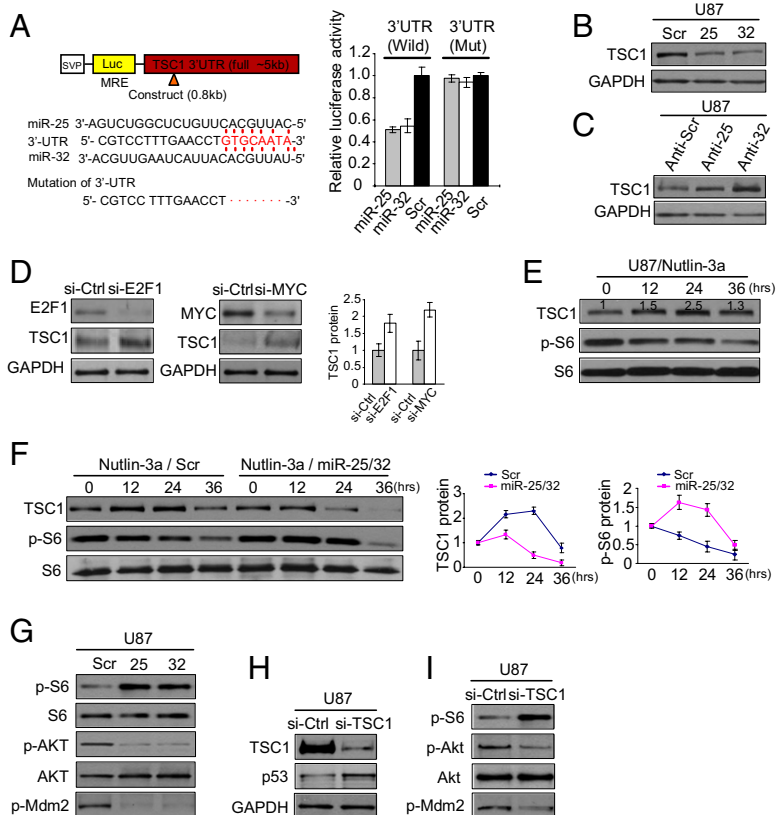 A
SVP Luc TSC1 3'UTR (full ~5kb)
MRE
Construct (0.8kb)
miR-25 3'-AGUCUGGCUCUGUUCACGUUAC-5'
3'-UTR 5'- CGTCCTTTGAACCTGTGCAATA-3'
miR-32 3'-ACGUUGAAUCAUUACACGUUAU-5'
Mutation of 3'-UTR
5'- CGTCC TTTGAACCT · · · · · · · -3'
3'UTR 3'UTR
(Wild) (Mut)
Relative luciferase activity
1.2
1.0
0.8
0.6
0.4
0.2
0
miR-25 miR-32 Scr miR-25 miR-32 Scr
B
U87
Scr 25 32
TSC1
GAPDH
C
U87
Anti-Scr Anti-25 Anti-32
TSC1
GAPDH
D
si-Ctrl si-E2F1
E2F1
TSC1
GAPDH
si-Ctrl si-MYC
MYC
TSC1
GAPDH
TSC1 protein
2.5
2
1.5
1
0.5
0
si-Ctrl si-E2F1 si-Ctrl si-MYC
E
U87/Nutlin-3a
0 12 24 36 (hrs)
TSC1 1 1.5 2.5 1.3
p-S6
S6
F
Nutlin-3a / Scr Nutlin-3a / miR-25/32
0 12 24 36 0 12 24 36(hrs)
TSC1
p-S6
S6
Scr
miR-25/32
TSC1 protein
3
2
1
0
0 12 24 36 (hrs)
Scr
miR-25/32
p-S6 protein
2
1.5
1
0.5
0
0 12 24 36 (hrs)
G
U87
Scr 25 32
p-S6
S6
p-AKT
AKT
p-Mdm2
H
U87
si-Ctrl si-TSC1
TSC1
p53
GAPDH
I
U87
si-Ctrl si-TSC1
p-S6
p-Akt
Akt
p-Mdm2